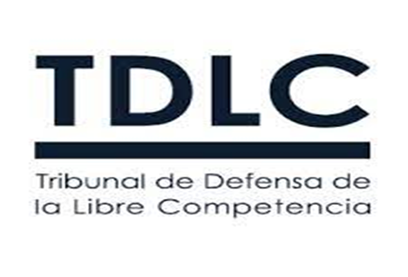 TDLC
Tribunal de Defensa de
la Libre Competencia